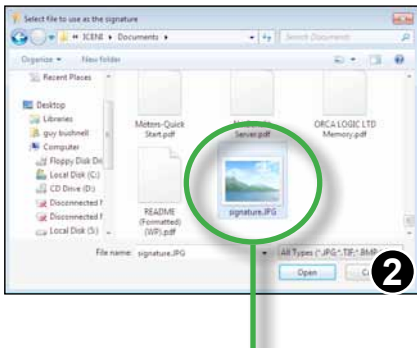 Select file to use as the signature
« ICENI ▸ Documents ▸
Search Documents
Organize ▾ New folder
Recent Places
Desktop
Libraries
guy bushnell
Computer
Floppy Disk Dri
Local Disk (C:)
CD Drive (D:)
Disconnected N
Disconnected N
Local Disk (S:)
Meters-Quick
Start.pdf
Server.pdf
ORCA LOGIC LTD
Memory.pdf
README
(Formatted)
(WP).pdf
signature.JPG
File name: signature.JPG
All Types (*.JPG;*.TIF;*.BMP;
Open
2